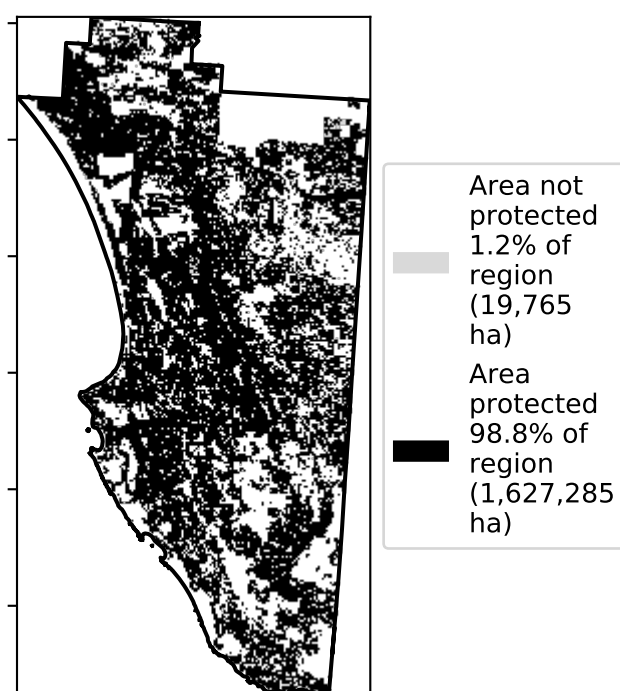 Area not
protected
1.2% of
region
(19,765
ha)
Area
protected
98.8% of
region
(1,627,285
ha)